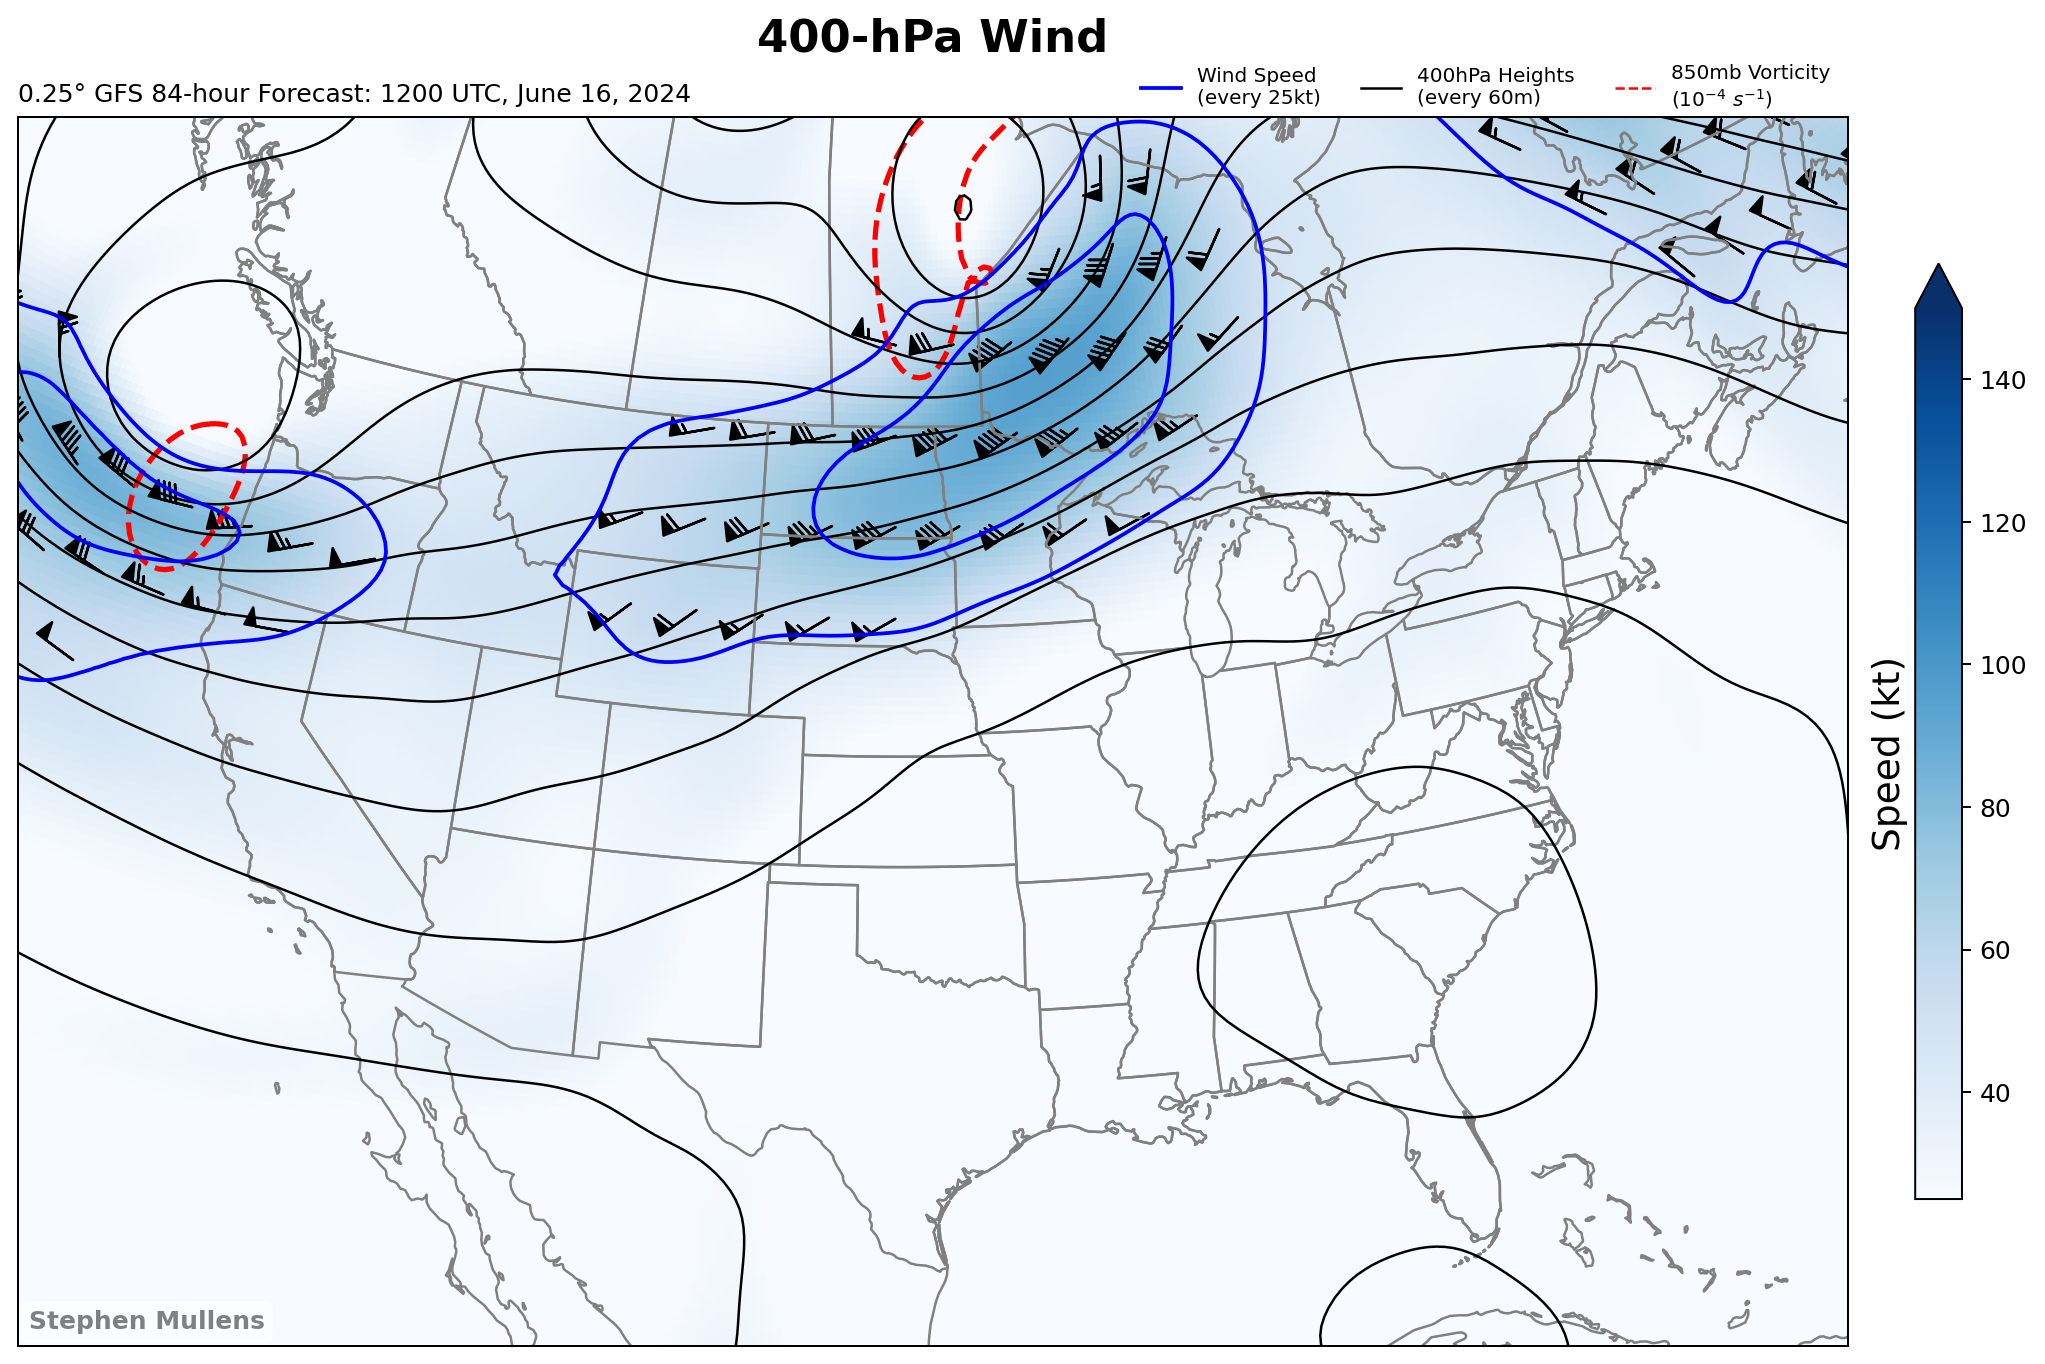 400-hPa Wind
0.25° GFS 84-hour Forecast: 1200 UTC, June 16, 2024
Wind Speed
(every 25kt)
400hPa Heights
(every 60m)
850mb Vorticity
(10⁻⁴ s⁻¹)
140
120
100
80
60
40
Speed (kt)
Stephen Mullens